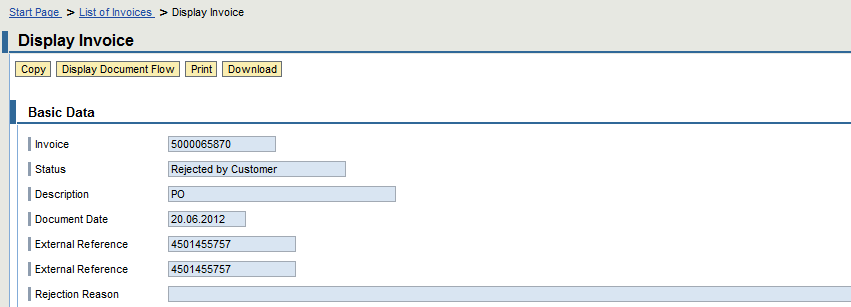 Start Page > List of Invoices > Display Invoice
Display Invoice
Copy Display Document Flow Print Download
Basic Data
Invoice 5000065870
Status Rejected by Customer
Description PO
Document Date 20.06.2012
External Reference 4501455757
External Reference 4501455757
Rejection Reason